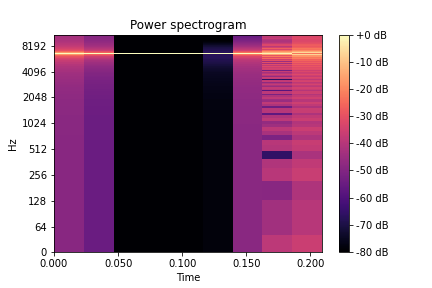 Power spectrogram
8192
4096
2048
1024
512
256
128
64
0
Hz
0.000 0.050 0.100 0.150 0.200
Time
+0 dB
-10 dB
-20 dB
-30 dB
-40 dB
-50 dB
-60 dB
-70 dB
-80 dB